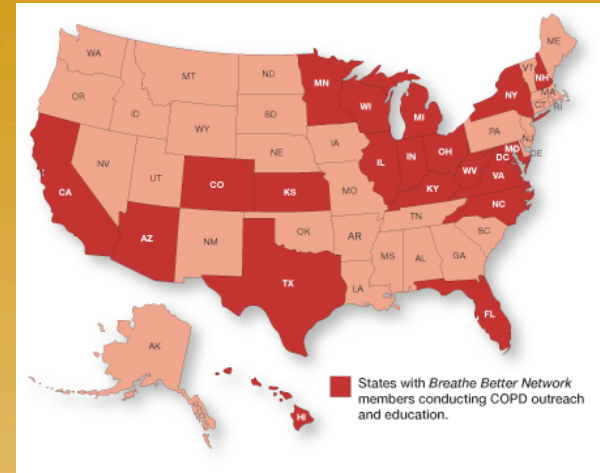 WA
MT
ND
MN
ME
VT
NH
OR
ID
SD
WI
MI
NY
MA
CT
RI
WY
IA
PA
NJ
NV
NE
IL
IN
OH
MD
DE
DC
UT
CO
KS
MO
WV
VA
CA
KY
NC
AZ
NM
OK
AR
TN
SC
TX
LA
MS
AL
GA
FL
AK
HI
States with Breathe Better Network
members conducting COPD outreach
and education.